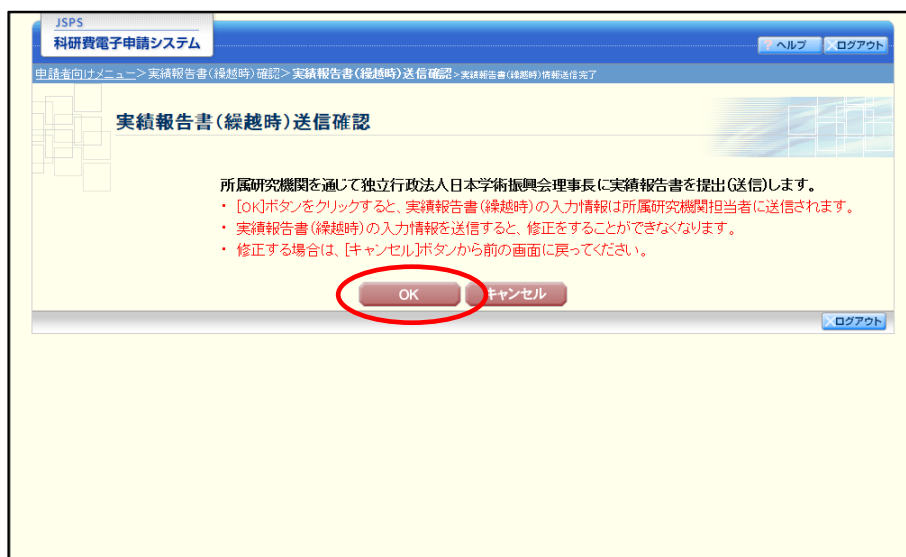 JSPS
科研費電子申請システム
? ヘルプ
×ログアウト
申請者向けメニュー>実績報告書(繰越時)確認>実績報告書(繰越時)送信確認>実績報告書(繰越時)情報送信完了
実績報告書(繰越時)送信確認
所属研究機関を通じて独立行政法人日本学術振興会理事長に実績報告書を提出(送信)します。
・ [OK]ボタンをクリックすると、実績報告書(繰越時)の入力情報は所属研究機関担当者に送信されます。
・ 実績報告書(繰越時)の入力情報を送信すると、修正をすることができなくなります。
・ 修正する場合は、[キャンセル]ボタンから前の画面に戻ってください。
OK
キャンセル
×ログアウト